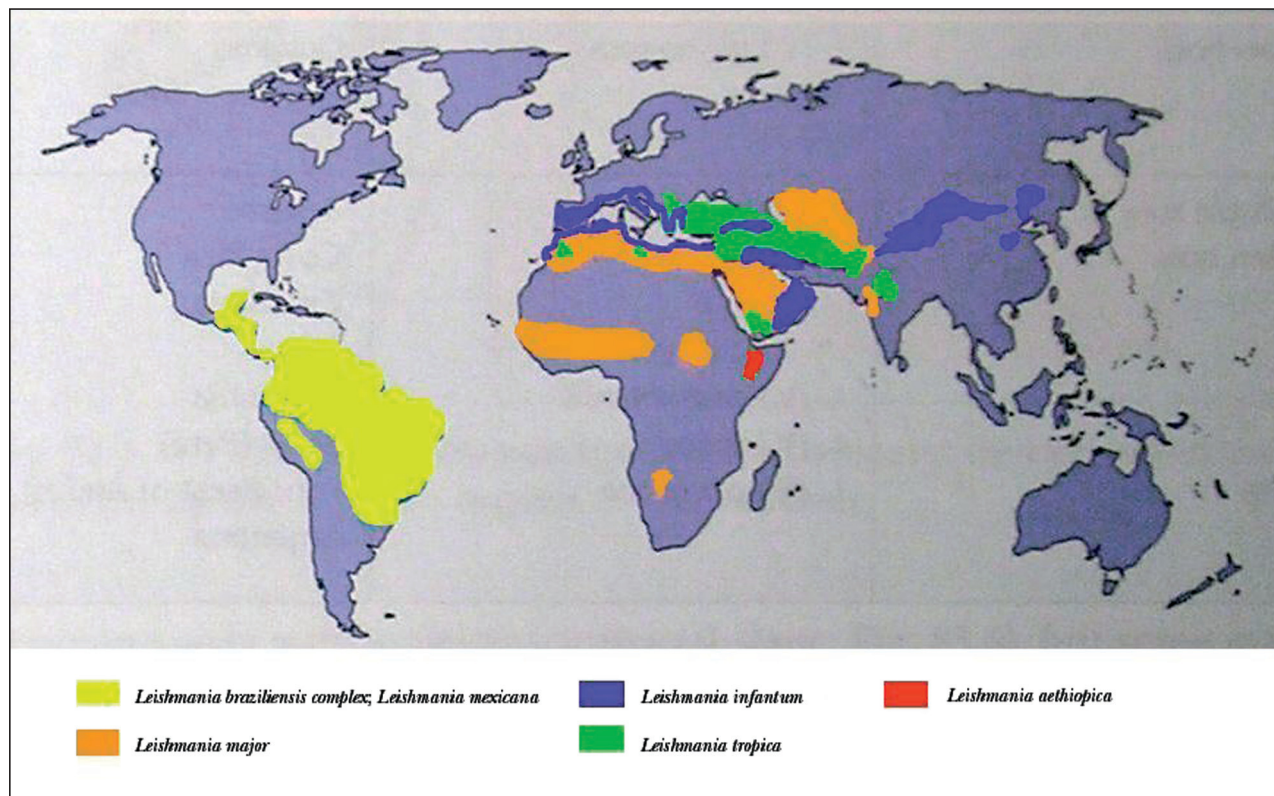 Leishmania braziliensis complex; Leishmania mexicana
Leishmania infantum
Leishmania aethiopica
Leishmania major
Leishmania tropica